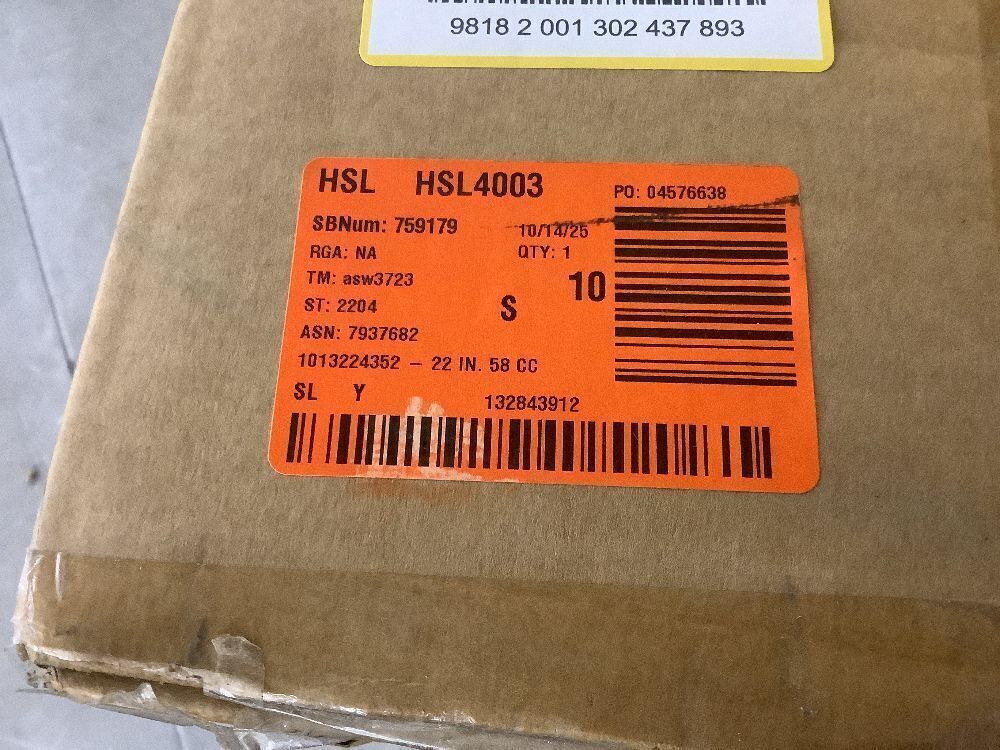 9818 2 001 302 437 893
HSL HSL4003
PO: 04576638
SBNum: 759179
10/14/25
RGA: NA
QTY: 1
TM: asw3723
10
ST: 2204
S
ASN: 7937682
1013224352 – 22 IN. 58 CC
SL Y
132843912